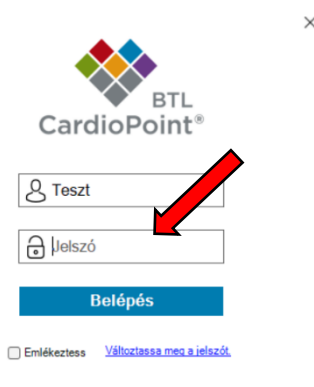 BTL
CardioPoint®
Teszt
Jelszó
Belépés
Emlékeztess Változtassa meg a jelszót.